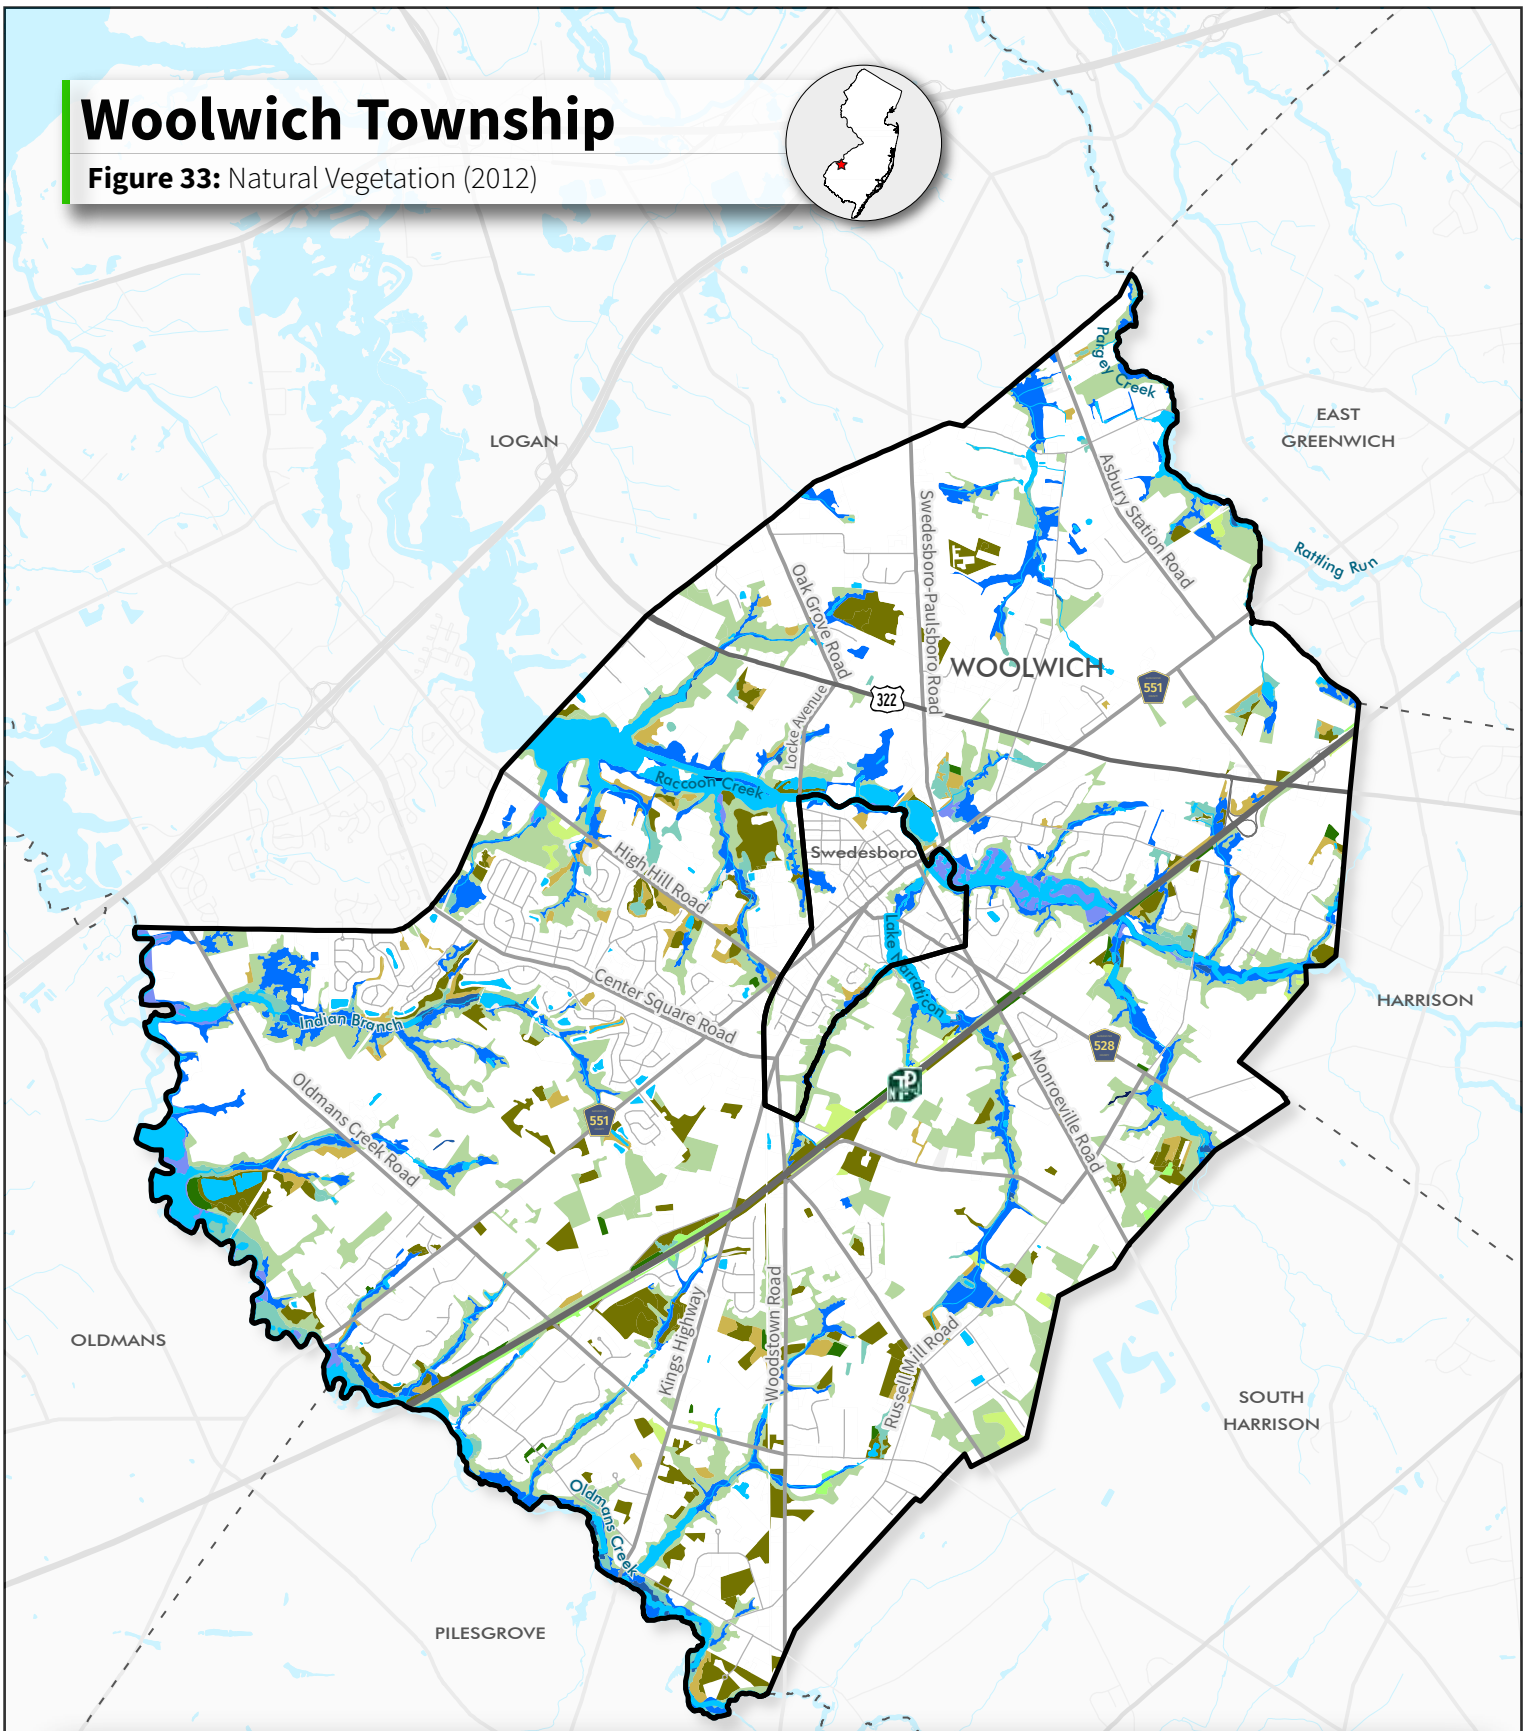 Woolwich Township
Figure 33: Natural Vegetation (2012)
LOGAN
EAST
GREENWICH
Pargey Creek
Asbury Station Road
Rattling Run
Swedesboro-Paulsboro Road
Oak Grove Road
WOOLWICH
551
322
Locke Avenue
Raccoon Creek
Swedesboro
High Hill Road
Lake Narraticon
Center Square Road
HARRISON
Indian Branch
528
Monroeville Road
Oldmans Creek Road
TP
551
Kings Highway
Woodstown Road
Russell Mill Road
OLDMANS
SOUTH
HARRISON
Oldmans Creek
PILESGROVE